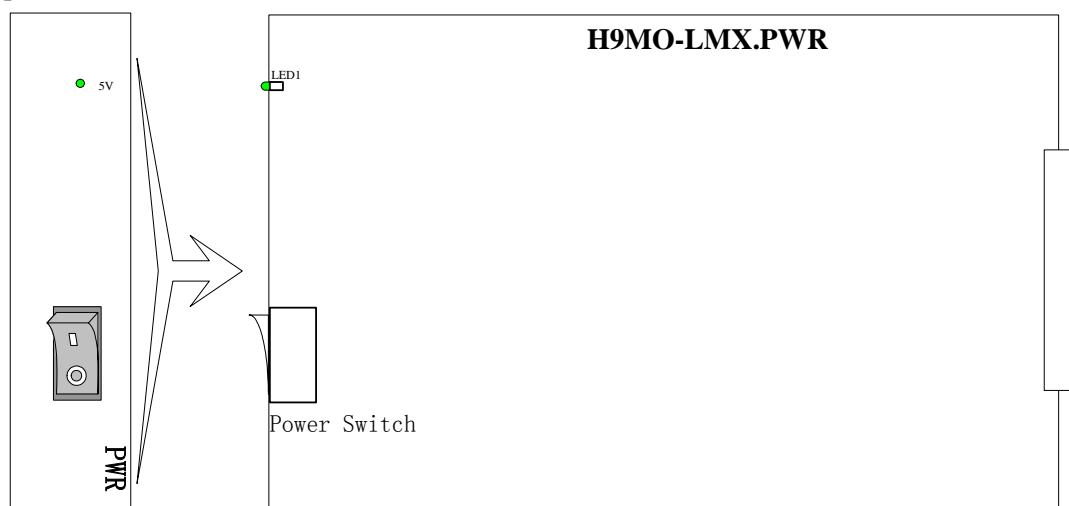 H9MO-LMX.PWR
LED1
5V
Power Switch
PWR